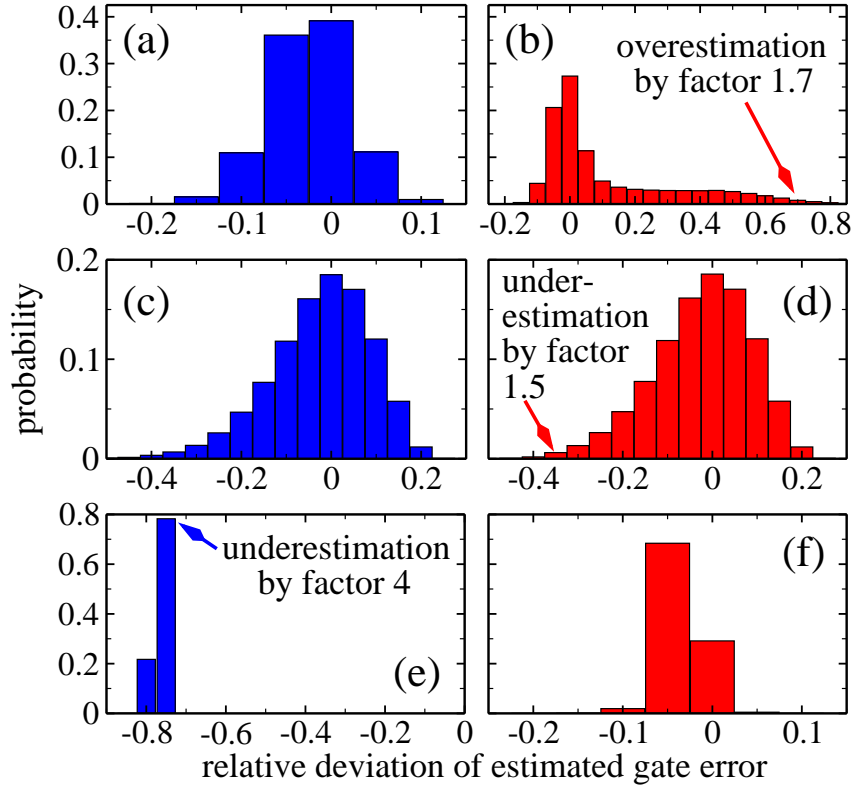 0.4
0.3
0.2
0.1
0
(a)
-0.2 -0.1 0 0.1
(b)
overestimation
by factor 1.7
-0.2 0 0.2 0.4 0.6 0.8
probability
0.2
0.1
0
(c)
-0.4 -0.2 0 0.2
under-
estimation
by factor
1.5
(d)
-0.4 -0.2 0 0.2
0.8
0.6
0.4
0.2
0
underestimation
by factor 4
(e)
-0.8 -0.6 -0.4 -0.2 0
(f)
-0.2 -0.1 0 0.1
relative deviation of estimated gate error